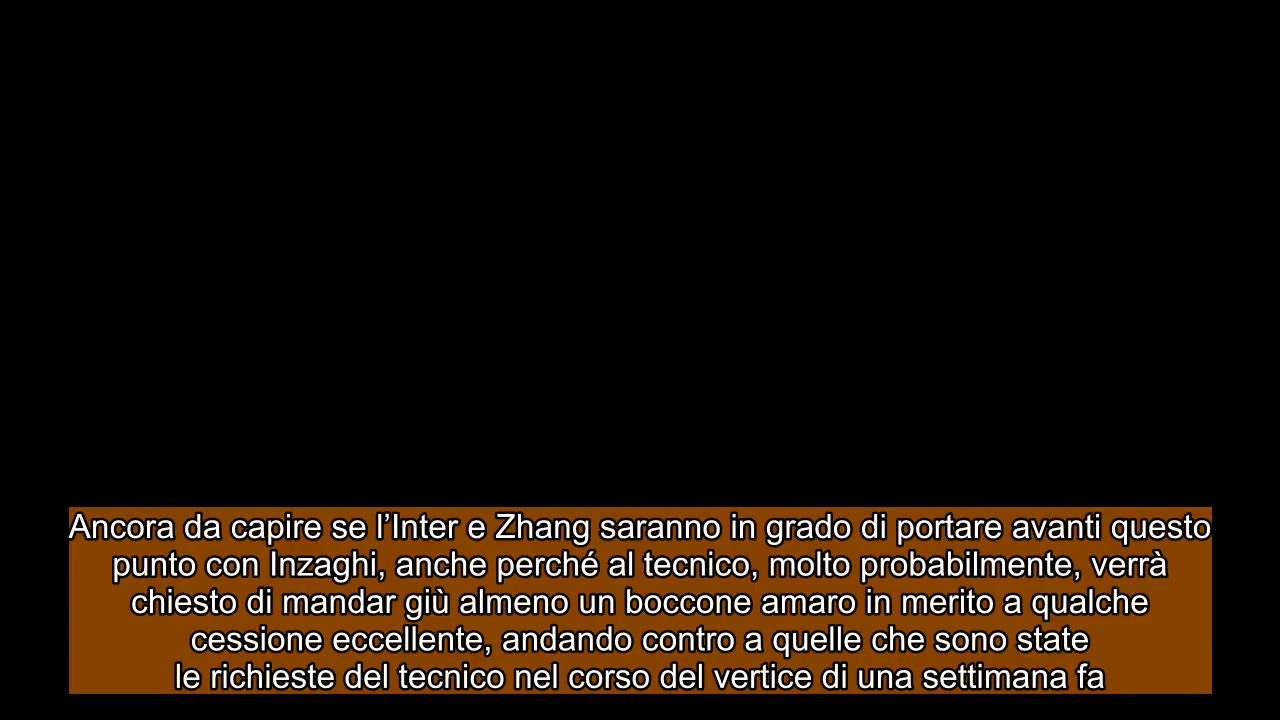 Ancora da capire se l’Inter e Zhang saranno in grado di portare avanti questo
punto con Inzaghi, anche perché al tecnico, molto probabilmente, verrà
chiesto di mandar giù almeno un boccone amaro in merito a qualche
cessione eccellente, andando contro a quelle che sono state
le richieste del tecnico nel corso del vertice di una settimana fa